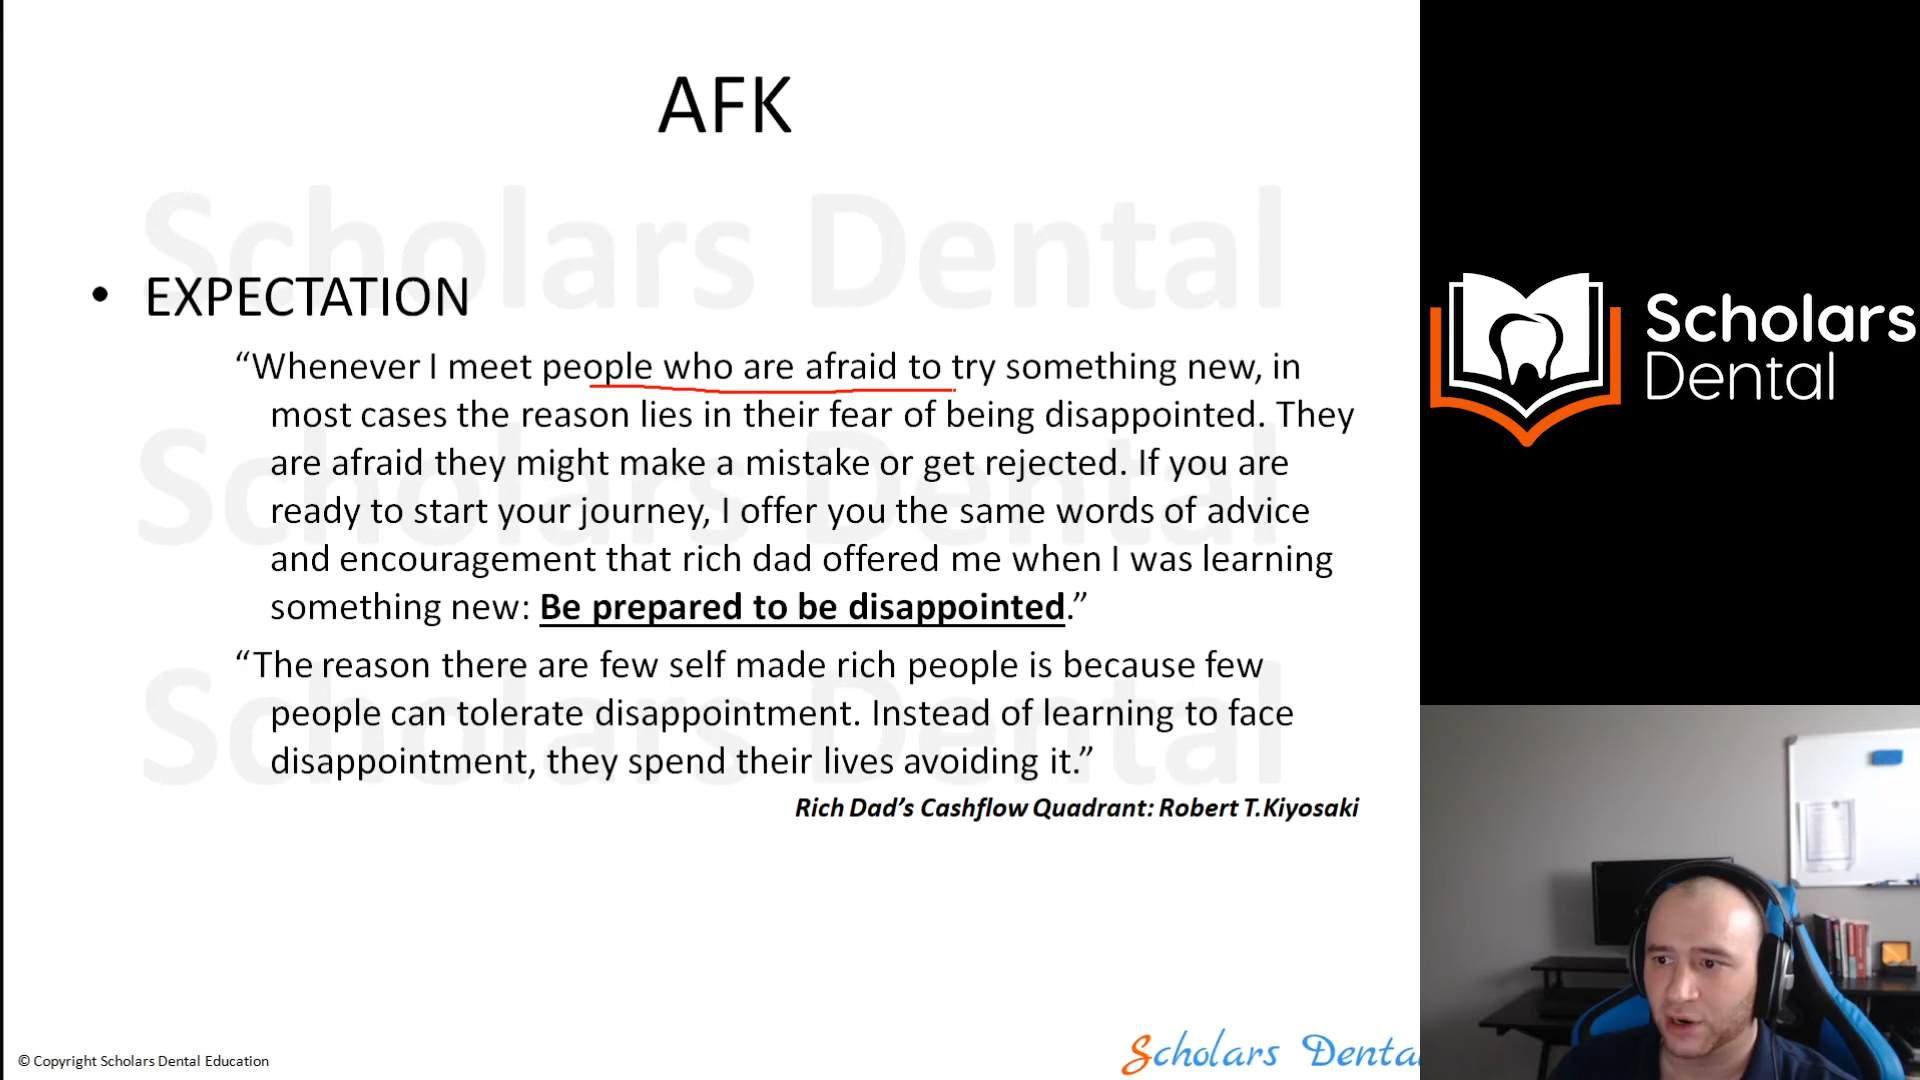 AFK
Scholars Dental
• EXPECTATION
“Whenever I meet people who are afraid to try something new, in
most cases the reason lies in their fear of being disappointed. They
are afraid they might make a mistake or get rejected. If you are
ready to start your journey, I offer you the same words of advice
and encouragement that rich dad offered me when I was learning
something new: Be prepared to be disappointed.”
“The reason there are few self made rich people is because few
people can tolerate disappointment. Instead of learning to face
disappointment, they spend their lives avoiding it.”
Rich Dad’s Cashflow Quadrant: Robert T.Kiyosaki
Scholars Dental
Scholars Dental
© Copyright Scholars Dental Education
Scholars Denta
Scholars
Dental